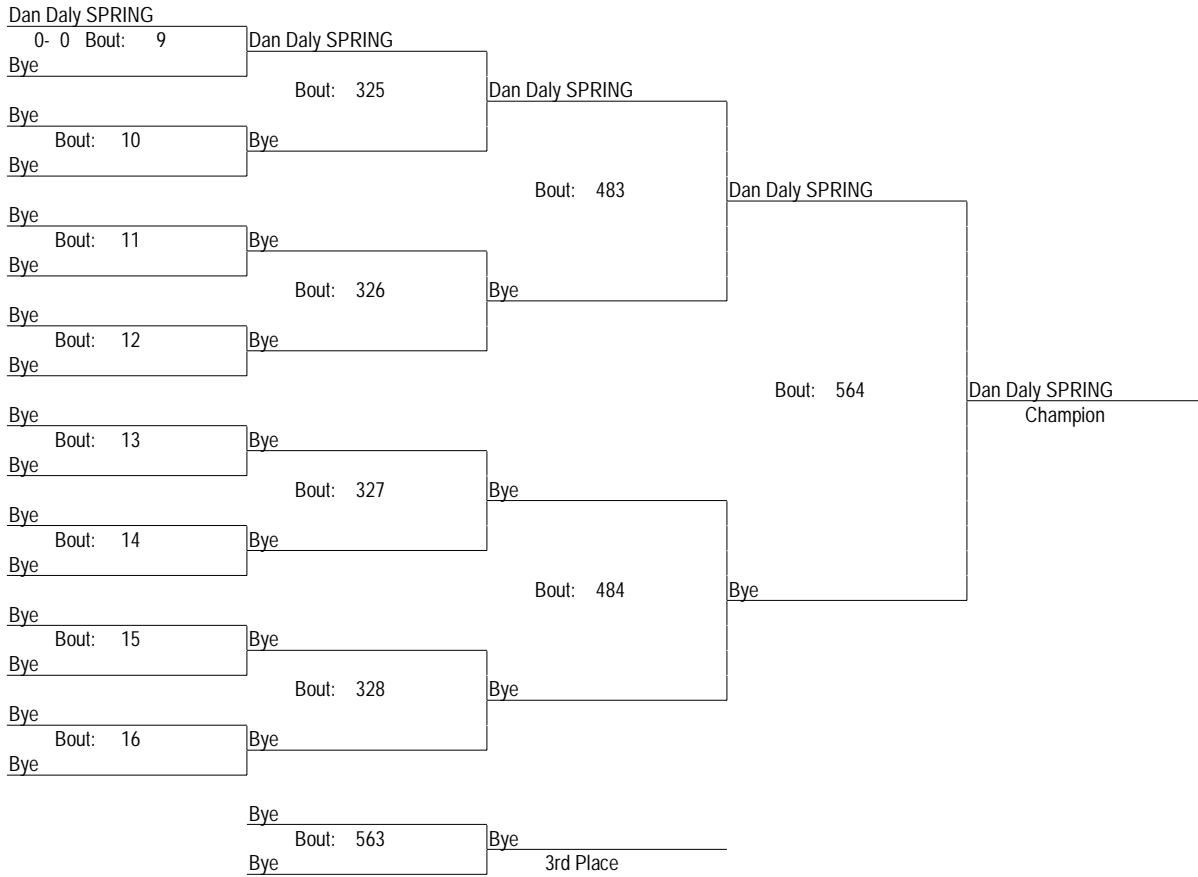 Dan Daly SPRING
0- 0 Bout: 9 Dan Daly SPRING
Bye
Bout: 325 Dan Daly SPRING
Bye
Bout: 10 Bye
Bye
Bout: 483 Dan Daly SPRING
Bye
Bout: 11 Bye
Bye
Bout: 326 Bye
Bye
Bout: 12 Bye
Bye
Bout: 564 Dan Daly SPRING
Bye Champion
Bout: 13 Bye
Bye
Bout: 327 Bye
Bye
Bout: 14 Bye
Bye
Bout: 484 Bye
Bye
Bout: 15 Bye
Bye
Bout: 328 Bye
Bye
Bout: 16 Bye
Bye
Bye
Bout: 563 Bye
Bye 3rd Place